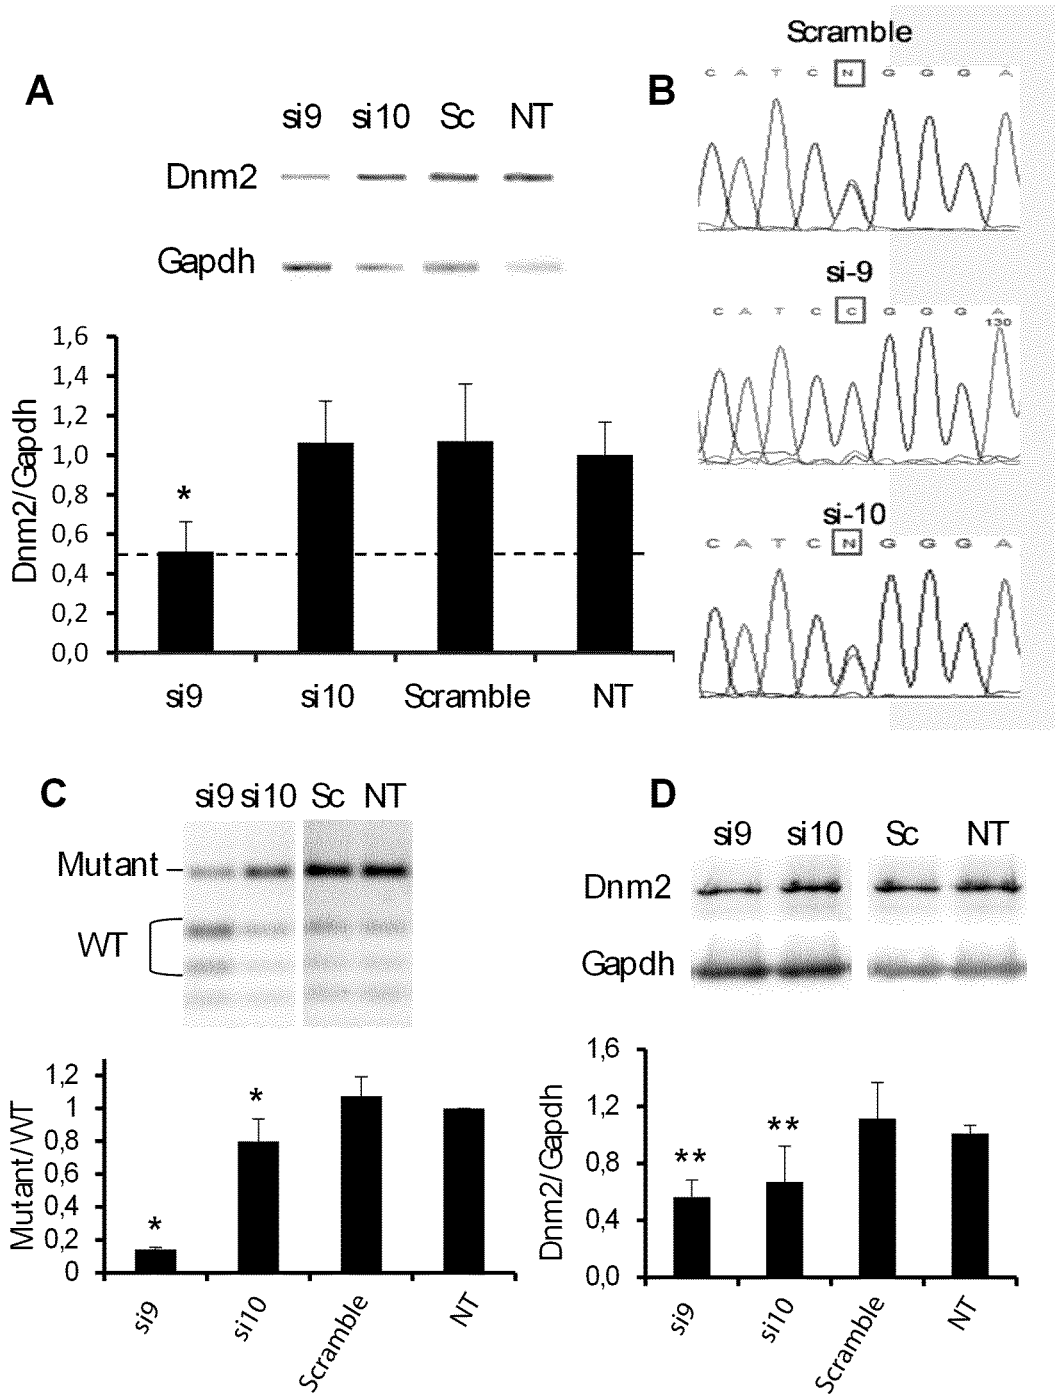 A
si9 si10 Sc NT
Dnm2
Gapdh
1,6
1,4
1,2
1,0
0,8
0,6
0,4
0,2
0,0
Dnm2/Gapdh
*
si9 si10 Scramble NT
B
Scramble
C A T C N G G G A
si-9
C A T C C G G G A
130
si-10
C A T C N G G G A
C
si9 si10 Sc NT
Mutant
WT
1,2
1
0,8
0,6
0,4
0,2
0
Mutant/WT
*
*
si9 si10 Scramble NT
D
si9 si10 Sc NT
Dnm2
Gapdh
1,6
1,2
0,8
0,4
0,0
Dnm2/Gapdh
**
**
si9 si10 Scramble NT